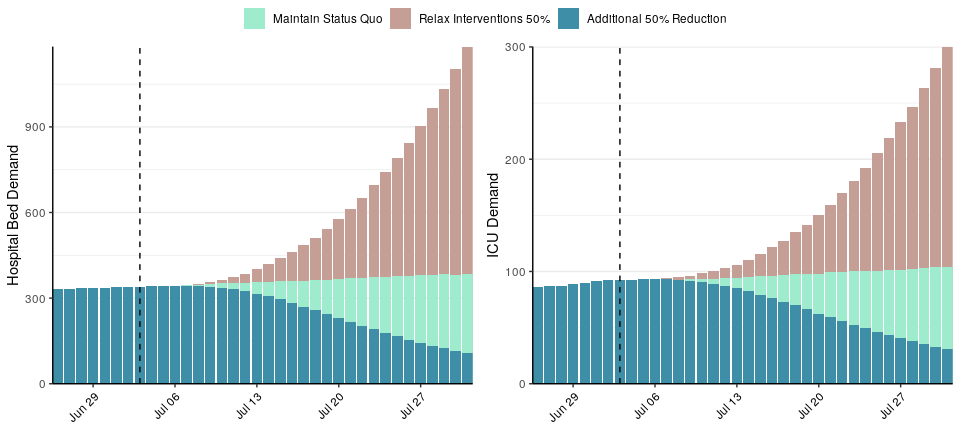 Maintain Status Quo Relax Interventions 50% Additional 50% Reduction
Hospital Bed Demand
900
600
300
0
Jun 29 Jul 06 Jul 13 Jul 20 Jul 27
ICU Demand
300
200
100
0
Jun 29 Jul 06 Jul 13 Jul 20 Jul 27